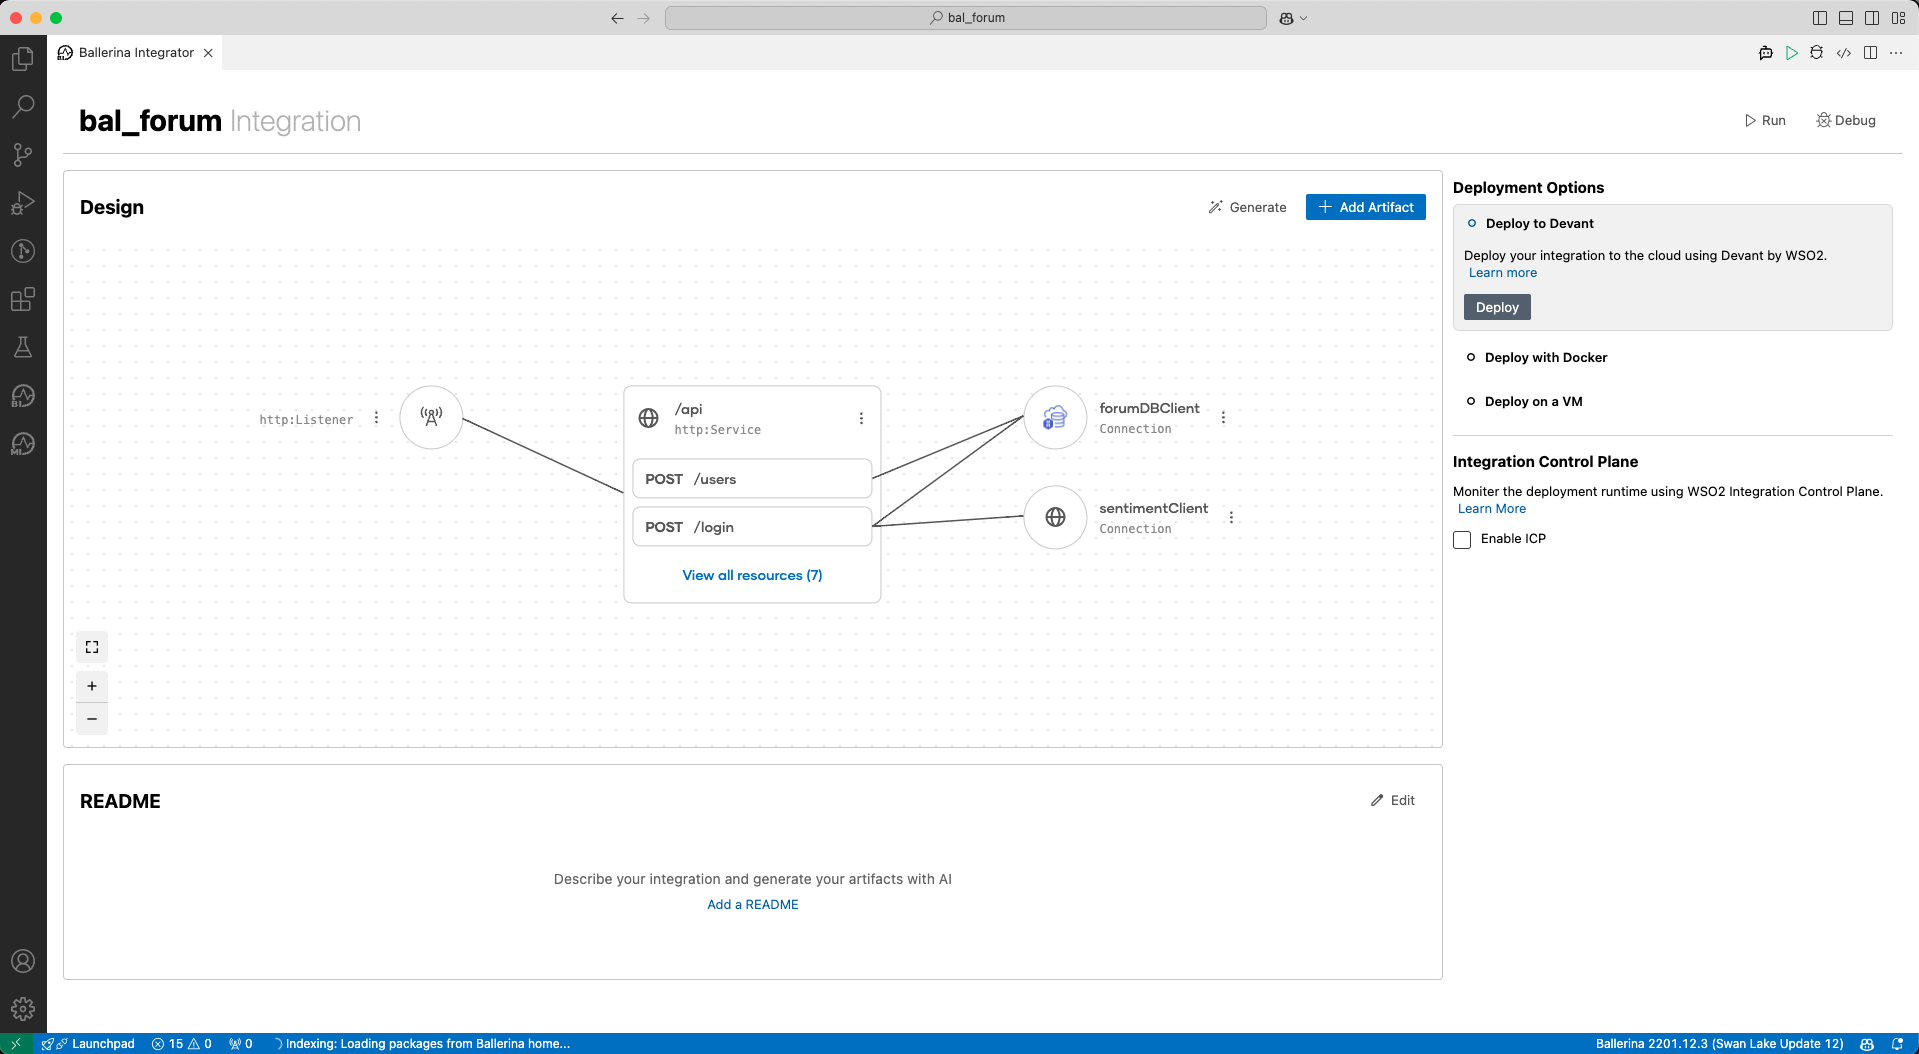 bal_forum
Ballerina Integrator
bal_forum Integration
Run
Debug
Design
Generate
Add Artifact
http:Listener
/api
http:Service
POST /users
POST /login
View all resources (7)
forumDBClient
Connection
sentimentClient
Connection
README
Edit
Describe your integration and generate your artifacts with AI
Add a README
Deployment Options
Deploy to Devant
Deploy your integration to the cloud using Devant by WSO2.
Learn more
Deploy
Deploy with Docker
Deploy on a VM
Integration Control Plane
Moniter the deployment runtime using WSO2 Integration Control Plane.
Learn More
Enable ICP
BI
MI
Launchpad 15 0 0 Indexing: Loading packages from Ballerina home... Ballerina 2201.12.3 (Swan Lake Update 12)